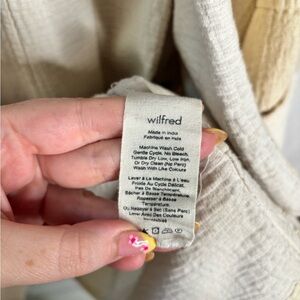 wilfred
Made in India
Fabriqué en Inde
Machine Wash Cold
Gentle Cycle, No Bleach,
Tumble Dry Low, Low Iron,
Or Dry Clean (No Perc)
Wash With Like Colours
Laver À La Machine À L'eau
Froide Au Cycle Délicat,
Pas De Blanchiment,
Sécher À Basse Température,
Repasser À Basse
Température,
Ou Nettoyer À Sec (Sans Perc)
Laver Avec Des Couleurs